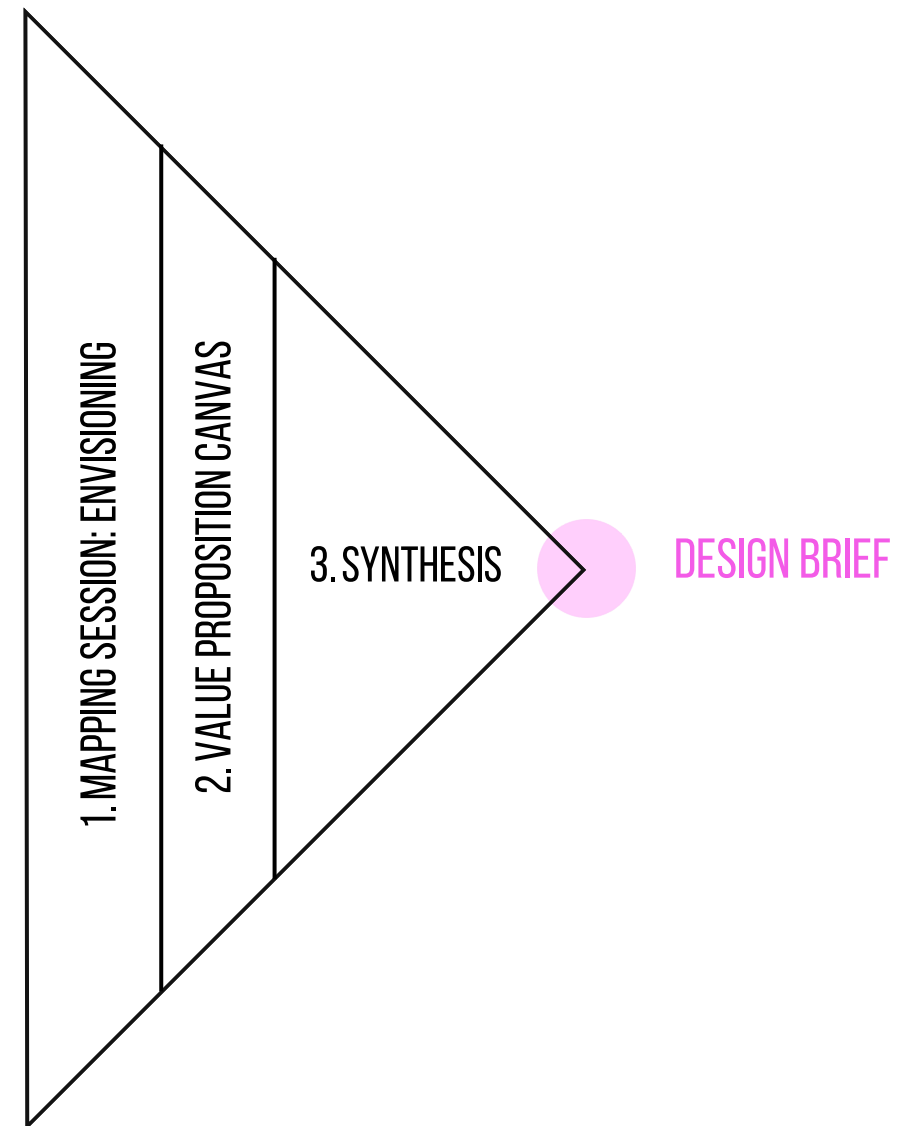 1. MAPPING SESSION: ENVISIONING
2. VALUE PROPOSITION CANVAS
3. SYNTHESIS
DESIGN BRIEF